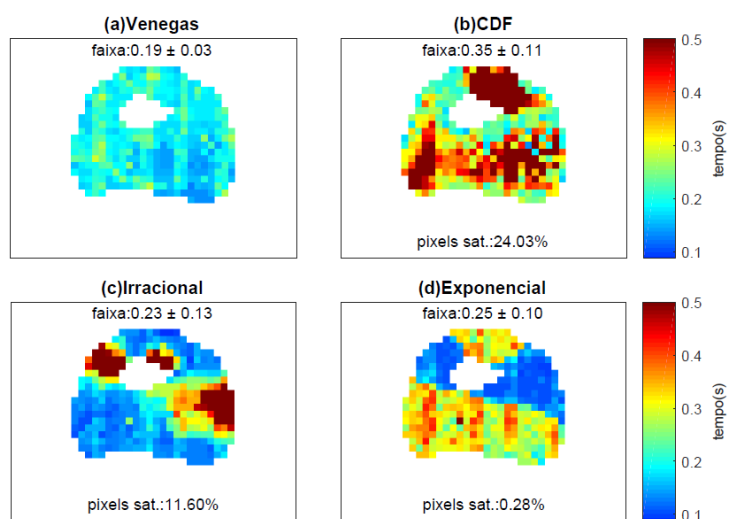 (a)Venegas
faixa:0.19 ± 0.03
(b)CDF
faixa:0.35 ± 0.11
pixels sat.:24.03%
0.5
0.4
0.3
0.2
0.1
tempo(s)
(c)Irracional
faixa:0.23 ± 0.13
pixels sat.:11.60%
(d)Exponencial
faixa:0.25 ± 0.10
pixels sat.:0.28%
0.5
0.4
0.3
0.2
0.1
tempo(s)